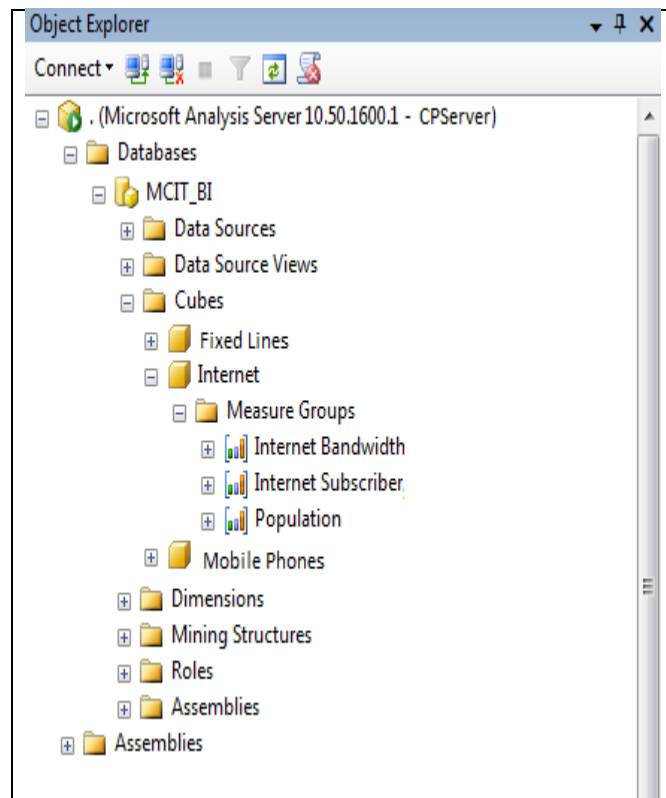 Object Explorer
Connect
. (Microsoft Analysis Server 10.50.1600.1 - CPServer)
Databases
MCIT_BI
Data Sources
Data Source Views
Cubes
Fixed Lines
Internet
Measure Groups
Internet Bandwidth
Internet Subscriber
Population
Mobile Phones
Dimensions
Mining Structures
Roles
Assemblies
Assemblies